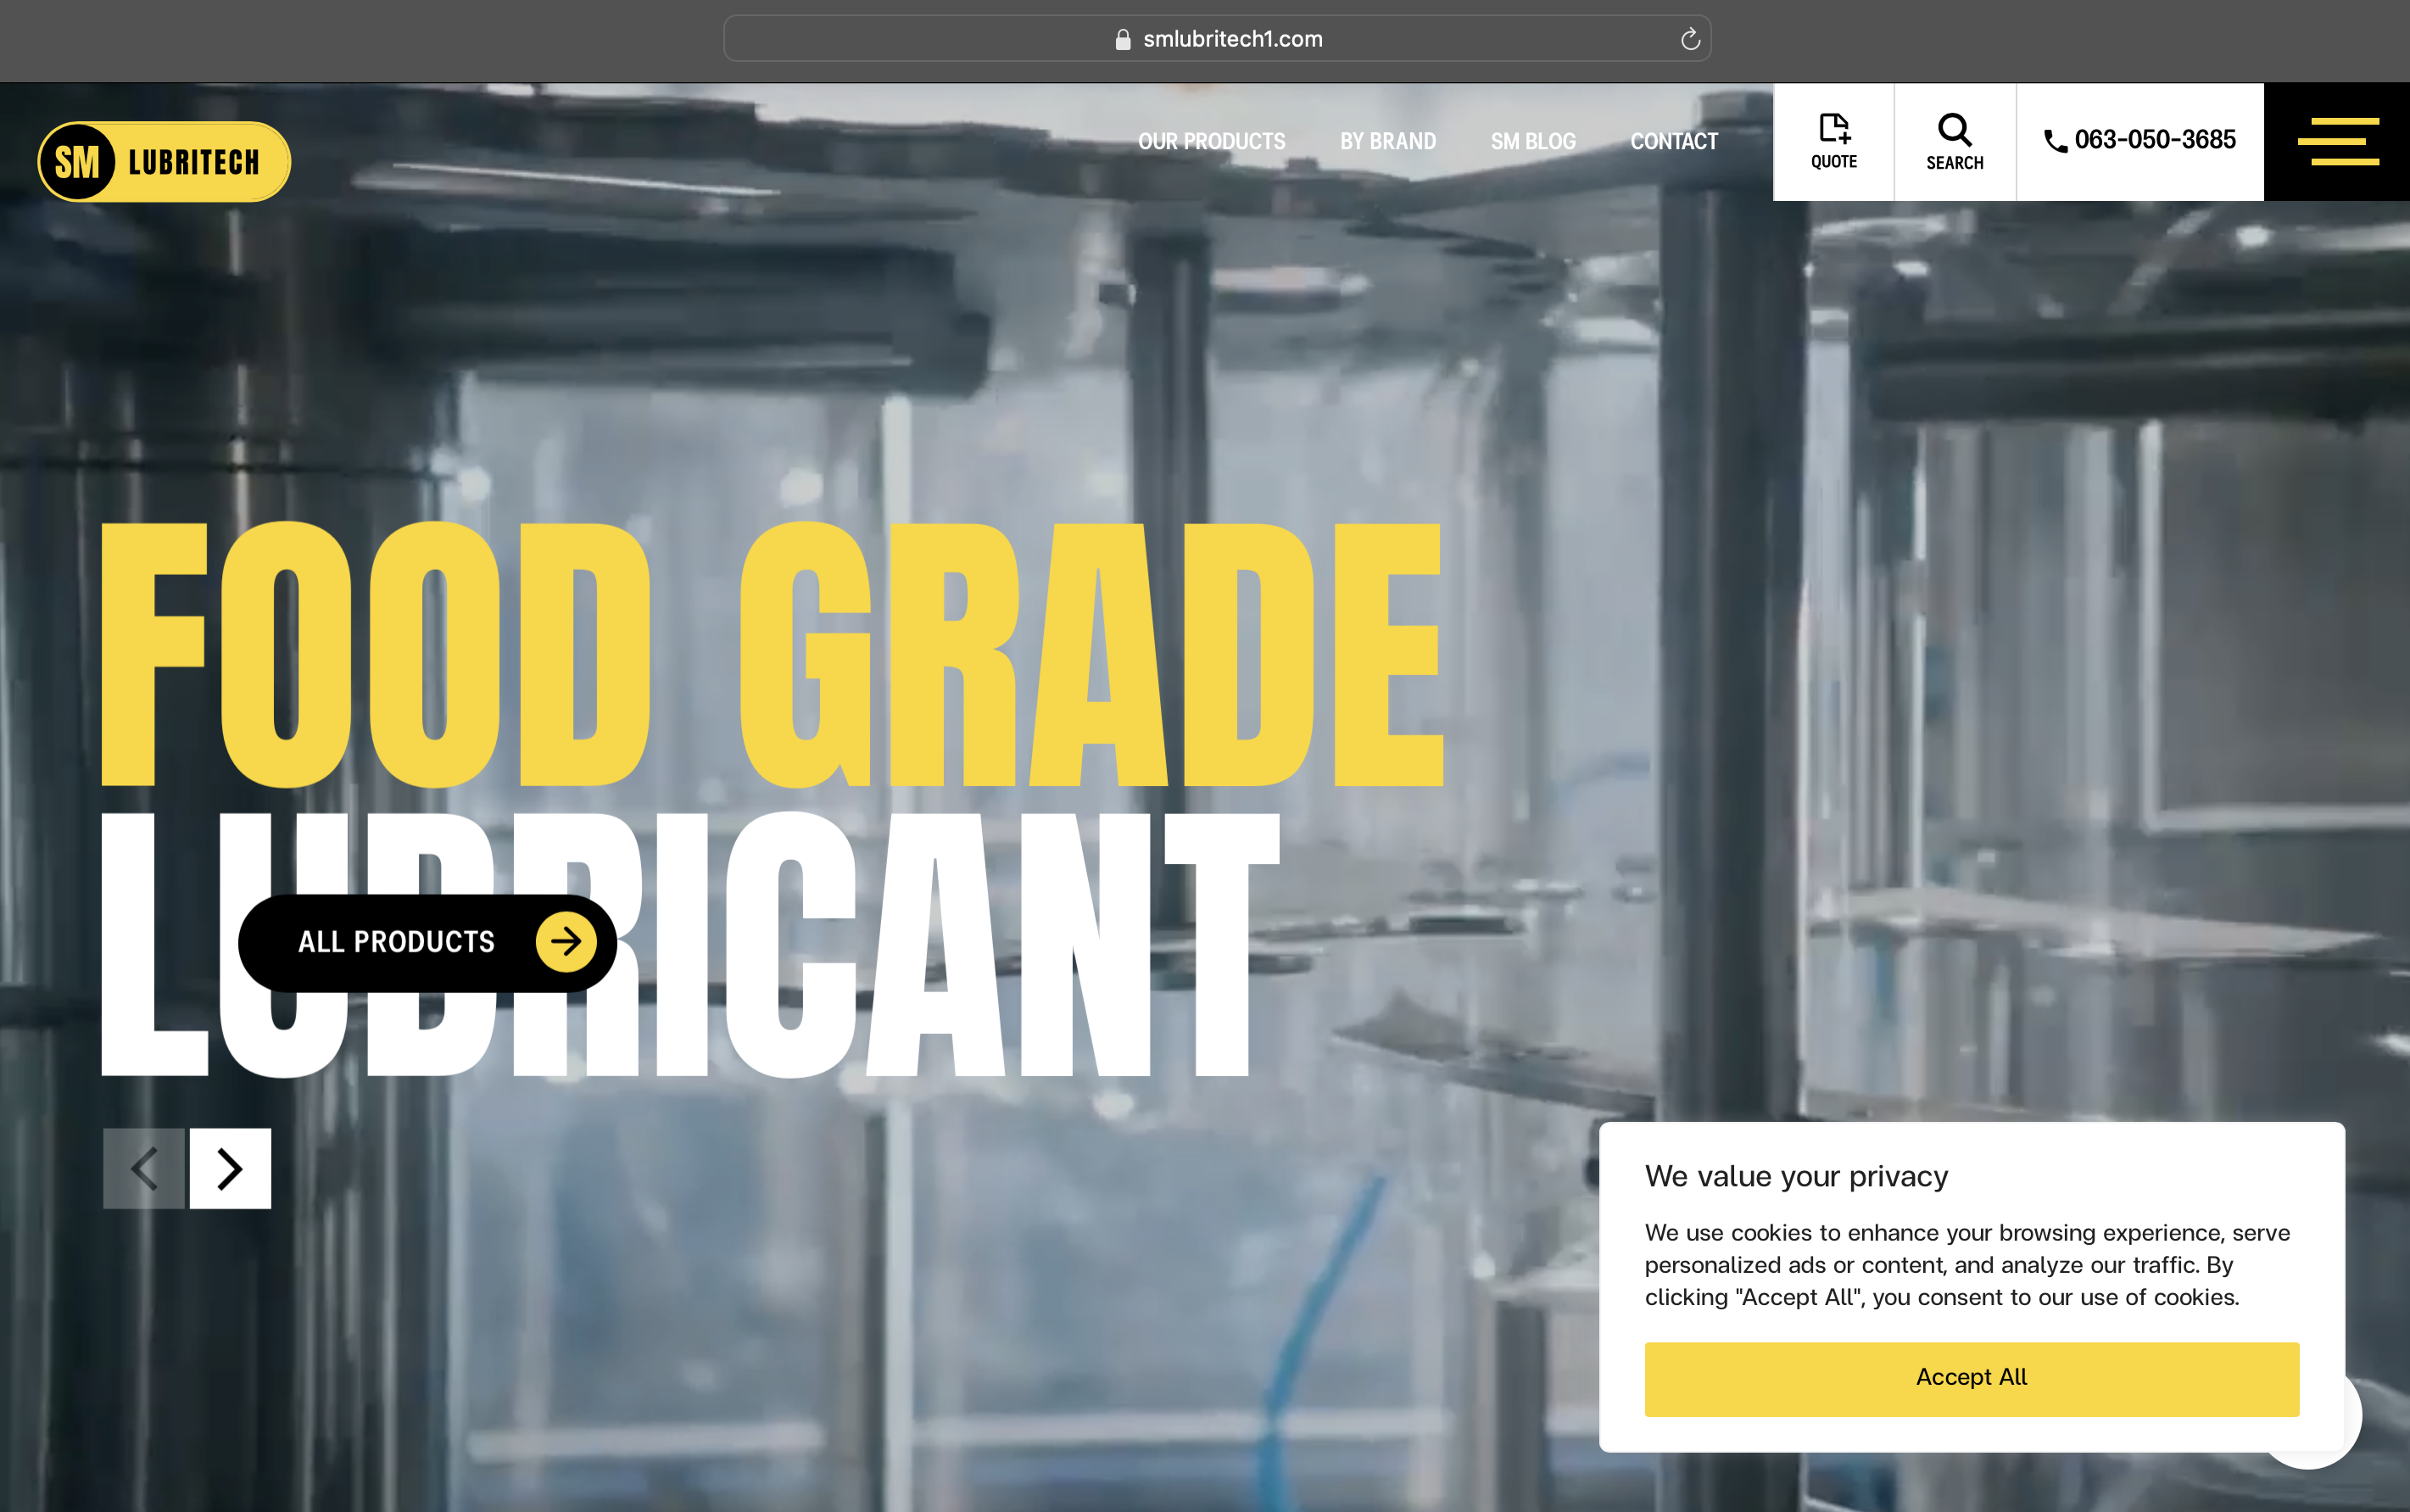 smlubritech1.com
SM LUBRITECH
OUR PRODUCTS BY BRAND SM BLOG CONTACT
QUOTE
SEARCH
063-050-3685
FOOD GRADE
LUBRICANT
ALL PRODUCTS
We value your privacy
We use cookies to enhance your browsing experience, serve
personalized ads or content, and analyze our traffic. By
clicking "Accept All", you consent to our use of cookies.
Accept All